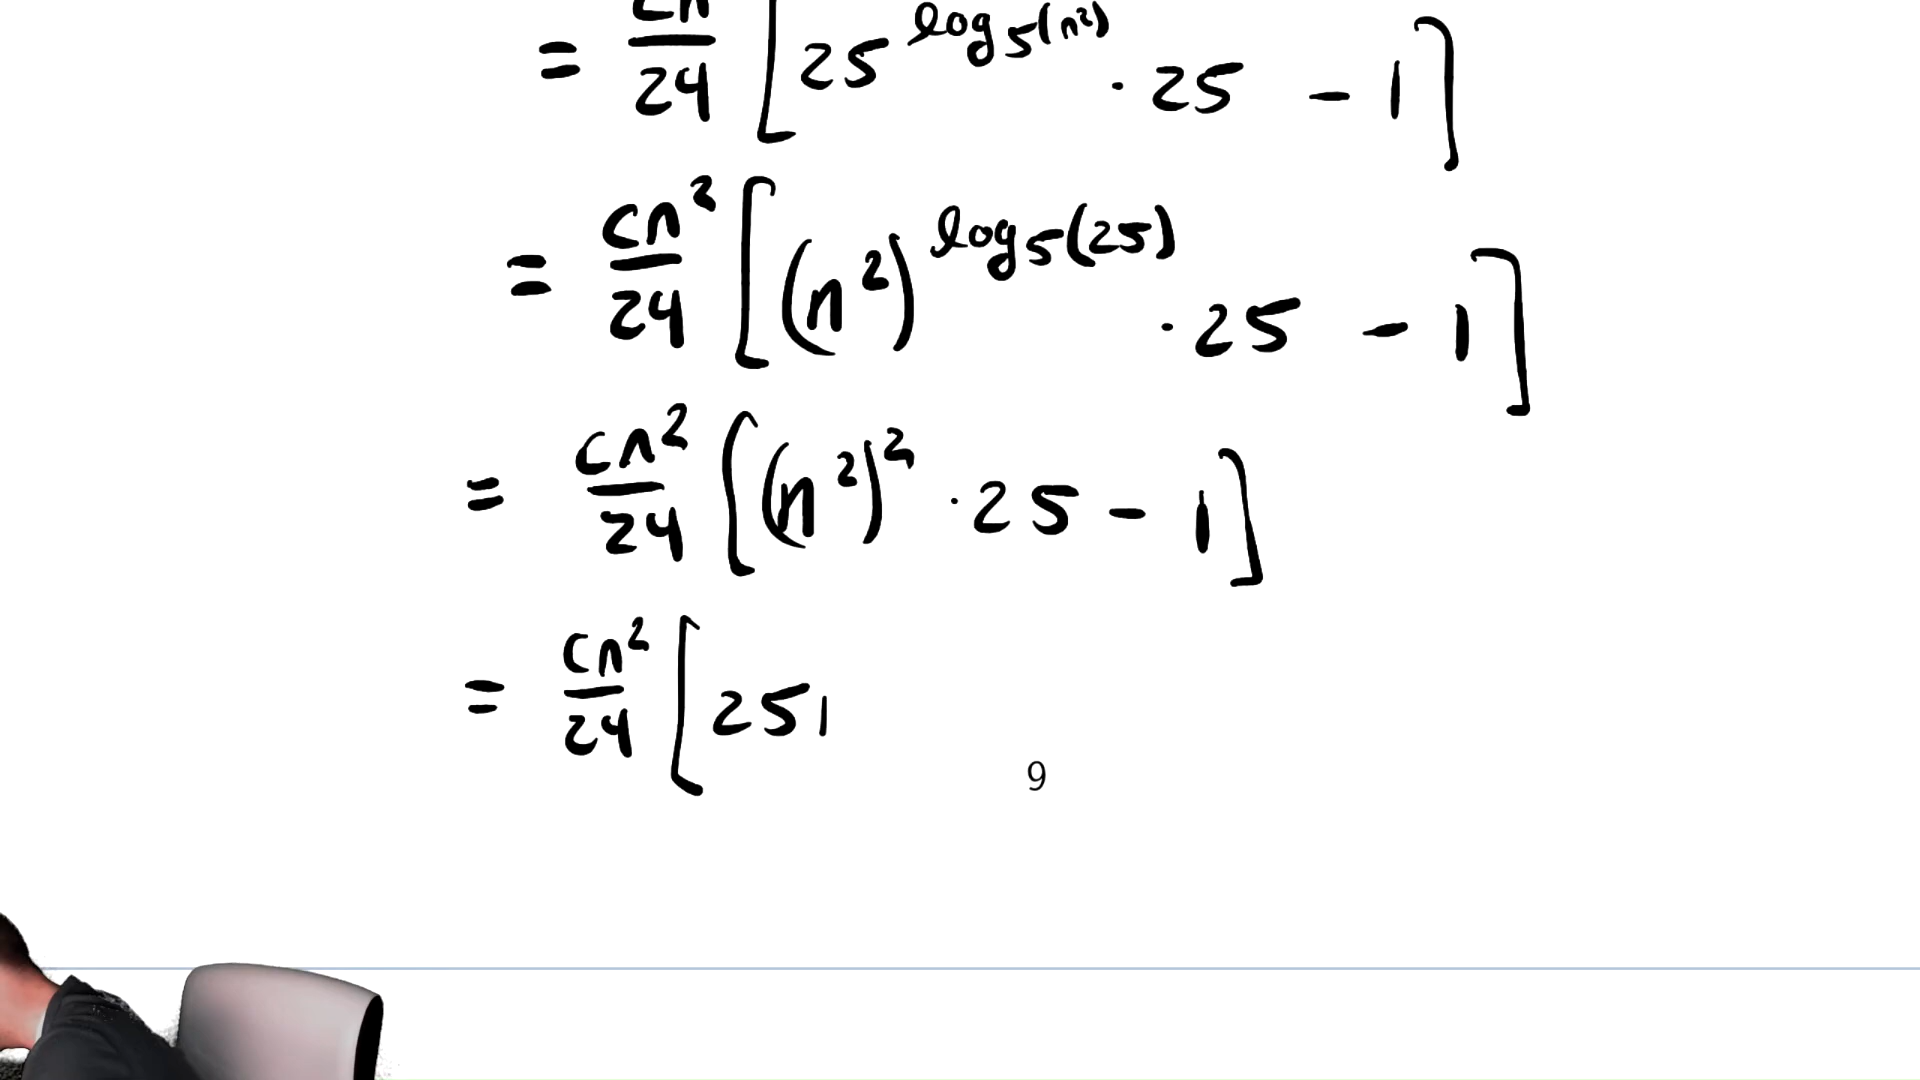 = cn/24 [25^log5(n²) · 25 - 1]
= cn²/24 [(n²)^log5(25) · 25 - 1]
= cn²/24 [(n²)² · 25 - 1]
= cn²/24 [25ı
9